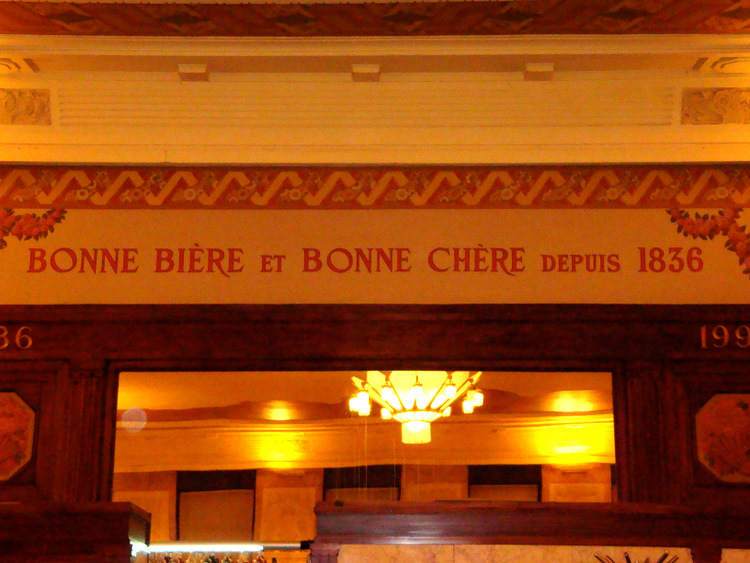 BONNE BIÈRE ET BONNE CHÈRE DEPUIS 1836
36 199